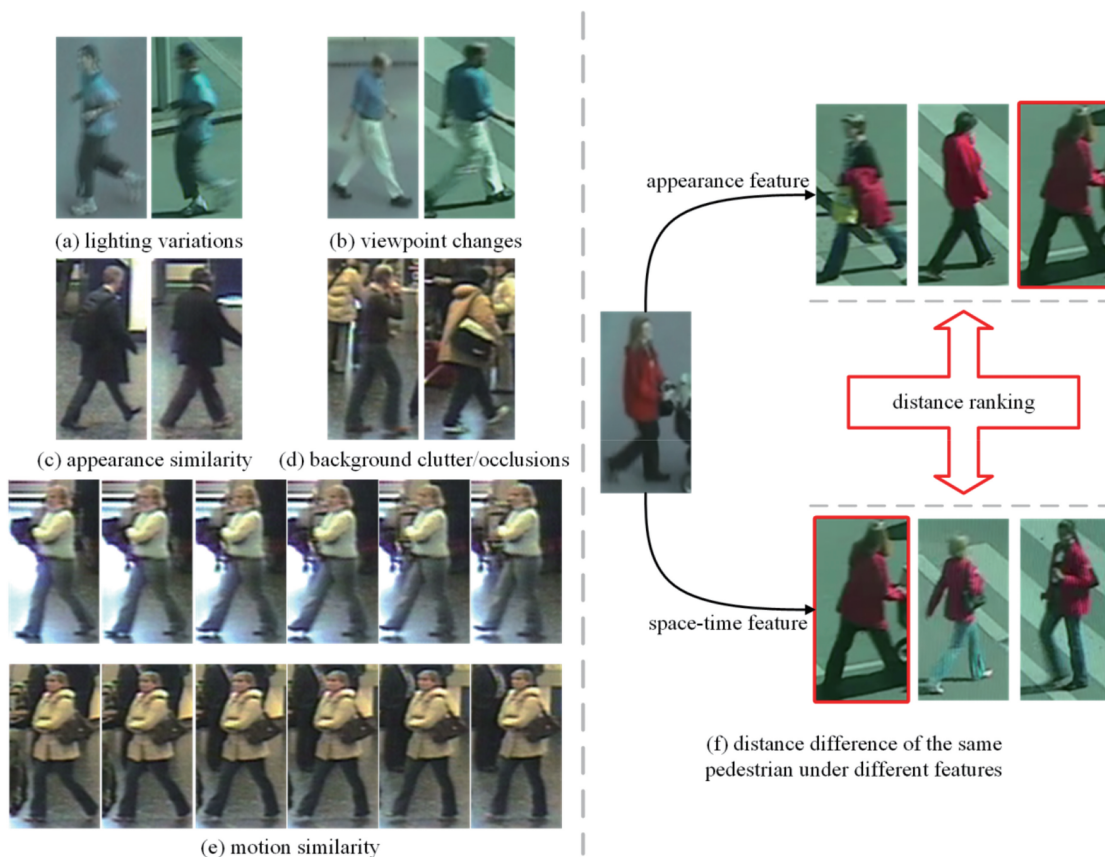 (a) lighting variations
(b) viewpoint changes
(c) appearance similarity
(d) background clutter/occlusions
(e) motion similarity
appearance feature
distance ranking
space-time feature
(f) distance difference of the same
pedestrian under different features